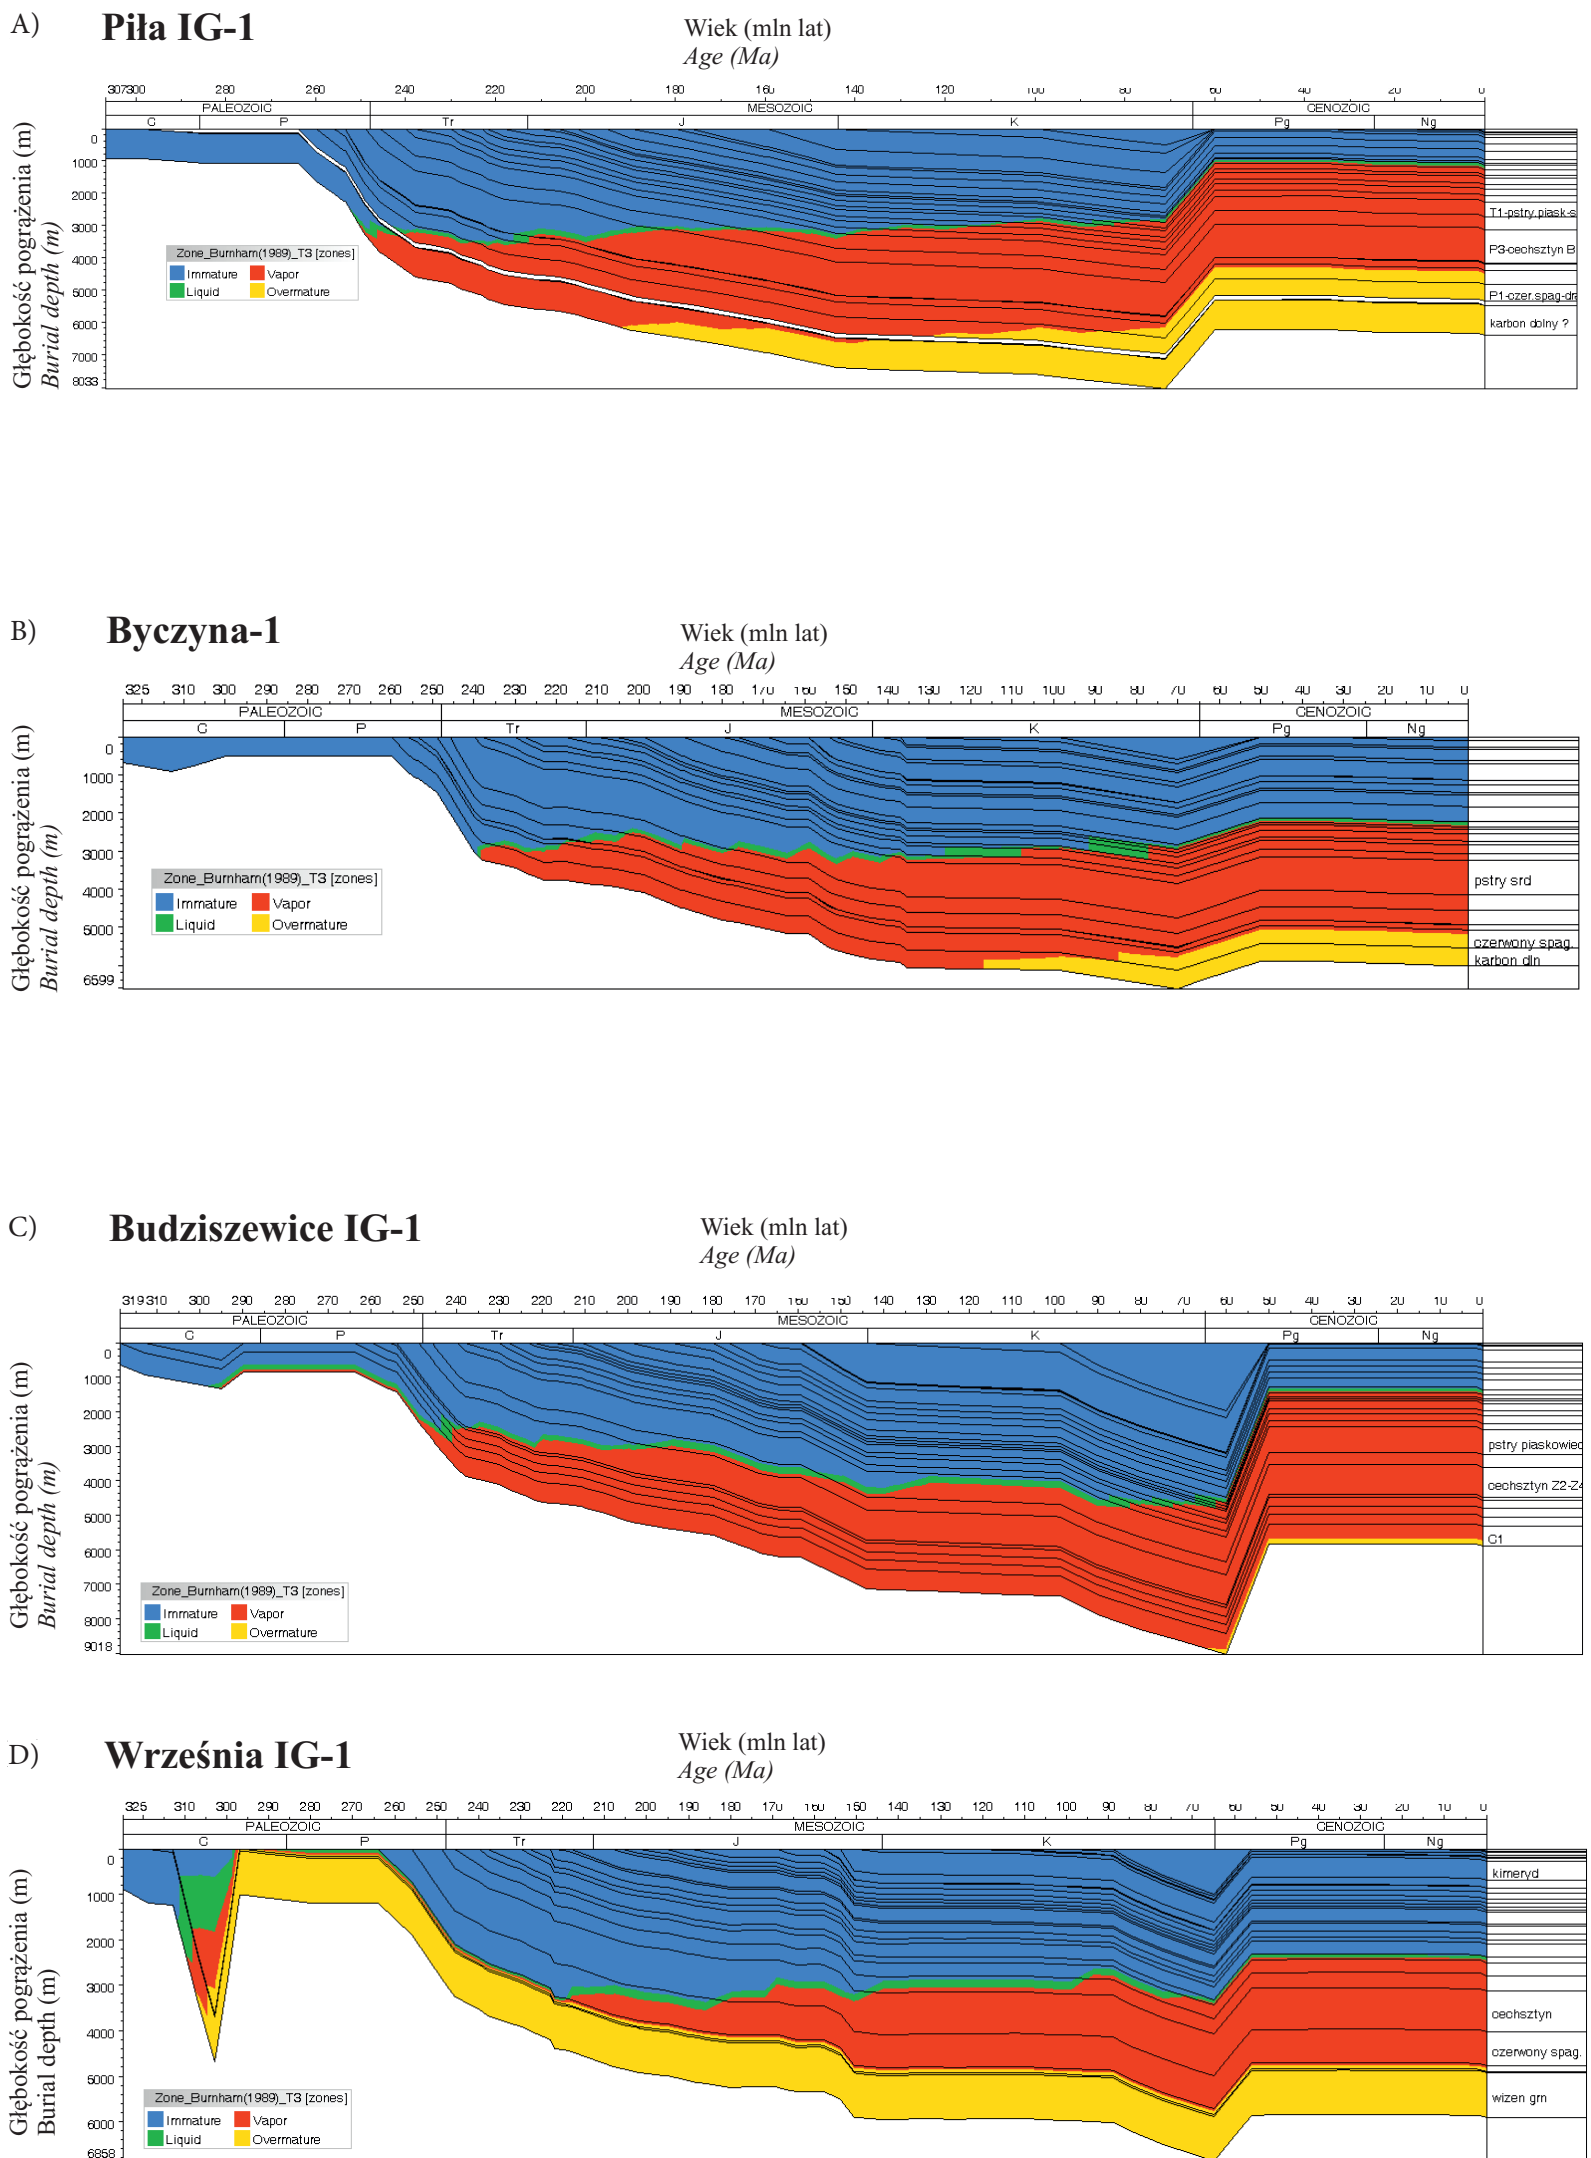 A) Piła IG-1
Wiek (mln lat)
Age (Ma)
307300 280 260 240 220 200 180 160 140 120 100 80 60 40 20 0
PALEOZOIC MESOZOIC CENOZOIC
C P Tr J K Pg Ng
Głębokość pogrążenia (m)
Burial depth (m)
0
1000
2000
3000
4000
5000
6000
7000
8033
Zone_Burnham(1989)_T3 [zones]
Immature Vapor
Liquid Overmature
T1-pstry.piask-s
P3-cechsztyn B
P1-czer.spag-dr
karbon dolny ?
B) Byczyna-1
Wiek (mln lat)
Age (Ma)
325 310 300 290 280 270 260 250 240 230 220 210 200 190 180 170 160 150 140 130 120 110 100 90 80 70 60 50 40 30 20 10 0
PALEOZOIC MESOZOIC CENOZOIC
C P Tr J K Pg Ng
Głębokość pogrążenia (m)
Burial depth (m)
0
1000
2000
3000
4000
5000
6599
Zone_Burnham(1989)_T3 [zones]
Immature Vapor
Liquid Overmature
pstry srd
czerwony spag.
karbon dln
C) Budziszewice IG-1
Wiek (mln lat)
Age (Ma)
319310 300 290 280 270 260 250 240 230 220 210 200 190 180 170 160 150 140 130 120 110 100 90 80 70 60 50 40 30 20 10 0
PALEOZOIC MESOZOIC CENOZOIC
C P Tr J K Pg Ng
Głębokość pogrążenia (m)
Burial depth (m)
0
1000
2000
3000
4000
5000
6000
7000
8000
9018
Zone_Burnham(1989)_T3 [zones]
Immature Vapor
Liquid Overmature
pstry piaskowiec
cechsztyn Z2-Z4
C1
D) Września IG-1
Wiek (mln lat)
Age (Ma)
325 310 300 290 280 270 260 250 240 230 220 210 200 190 180 170 160 150 140 130 120 110 100 90 80 70 60 50 40 30 20 10 0
PALEOZOIC MESOZOIC CENOZOIC
C P Tr J K Pg Ng
Głębokość pogrążenia (m)
Burial depth (m)
0
1000
2000
3000
4000
5000
6000
6858
Zone_Burnham(1989)_T3 [zones]
Immature Vapor
Liquid Overmature
kimeryd
cechsztyn
czerwony spag.
wizen grn